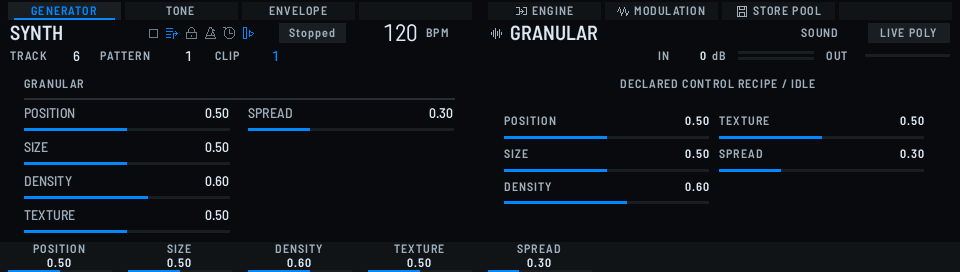 GENERATOR TONE ENVELOPE ENGINE MODULATION STORE POOL
SYNTH Stopped 120 BPM GRANULAR SOUND LIVE POLY
TRACK 6 PATTERN 1 CLIP 1 IN 0 dB OUT
GRANULAR DECLARED CONTROL RECIPE / IDLE
POSITION 0.50 SPREAD 0.30
SIZE 0.50
DENSITY 0.60
TEXTURE 0.50
POSITION 0.50 TEXTURE 0.50
SIZE 0.50 SPREAD 0.30
DENSITY 0.60
POSITION SIZE DENSITY TEXTURE SPREAD
0.50 0.50 0.60 0.50 0.30